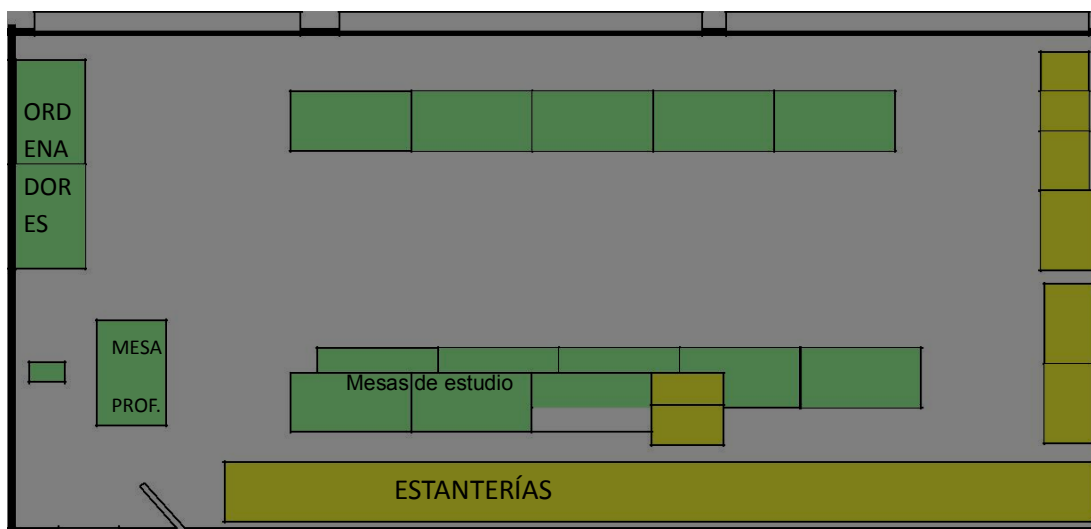 ORD
ENA
DOR
ES
MESA
PROF.
Mesas de estudio
ESTANTERÍAS